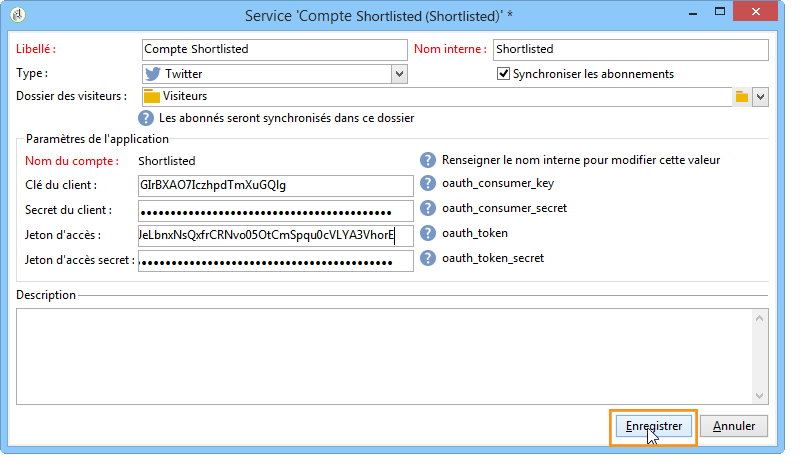 Service 'Compte Shortlisted (Shortlisted)' *
Libellé : Compte Shortlisted Nom interne : Shortlisted
Type : Twitter Synchroniser les abonnements
Dossier des visiteurs : Visiteurs
Les abonnés seront synchronisés dans ce dossier
Paramètres de l'application
Nom du compte : Shortlisted ? Renseigner le nom interne pour modifier cette valeur
Clé du client : GIrBXAO7IczhpdTmXuGQIg ? oauth_consumer_key
Secret du client : ? oauth_consumer_secret
Jeton d'accès : JeLbnxNsQxfrCRNvo05OtCmSpqu0cVLYA3VhorE ? oauth_token
Jeton d'accès secret : ? oauth_token_secret
Description
Enregistrer Annuler